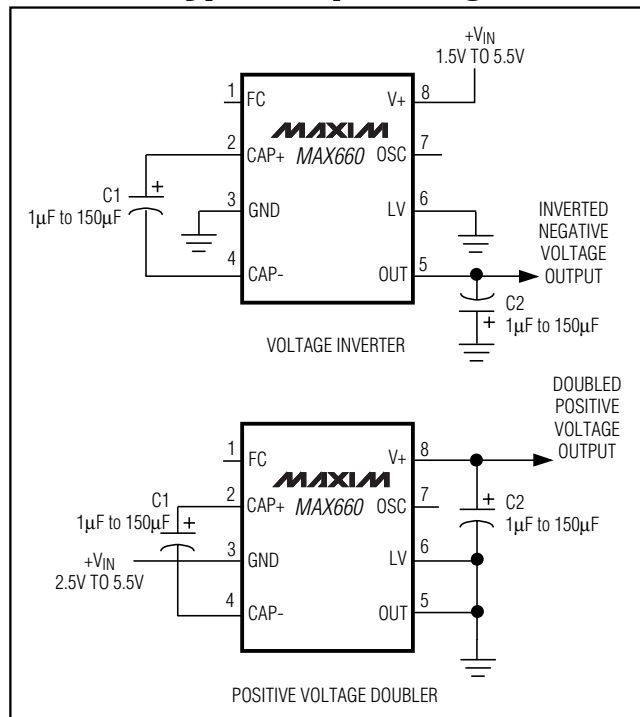 +VIN
1.5V TO 5.5V
1 FC V+ 8
MAXIM
2 CAP+ MAX660 OSC 7
C1 +
1µF to 150µF
3 GND LV 6
INVERTED
NEGATIVE
VOLTAGE
OUTPUT
4 CAP- OUT 5
C2
+ 1µF to 150µF
VOLTAGE INVERTER
DOUBLED
POSITIVE
VOLTAGE
OUTPUT
1 FC V+ 8
MAXIM
2 CAP+ MAX660 OSC 7
C1
1µF to 150µF +
+ C2
1µF to 150µF
+VIN
2.5V TO 5.5V
3 GND LV 6
4 CAP- OUT 5
POSITIVE VOLTAGE DOUBLER